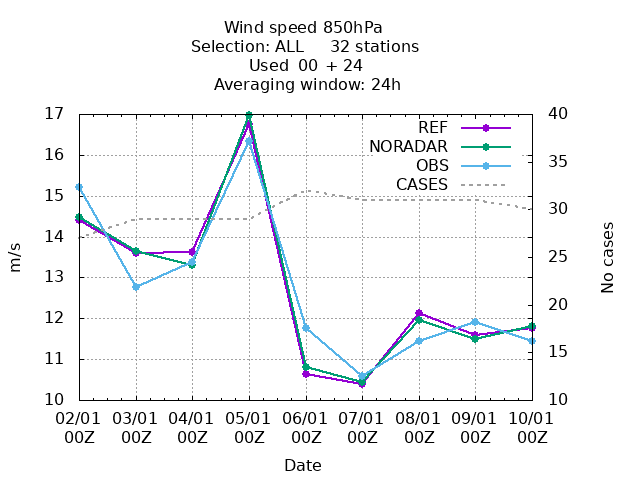 Wind speed 850hPa
Selection: ALL     32 stations
Used  00  + 24
Averaging window: 24h
17
16
15
14
13
12
11
10
m/s
40
35
30
25
20
15
10
No cases
REF
NORADAR
OBS
CASES
02/01 03/01 04/01 05/01 06/01 07/01 08/01 09/01 10/01
00Z 00Z 00Z 00Z 00Z 00Z 00Z 00Z 00Z
Date